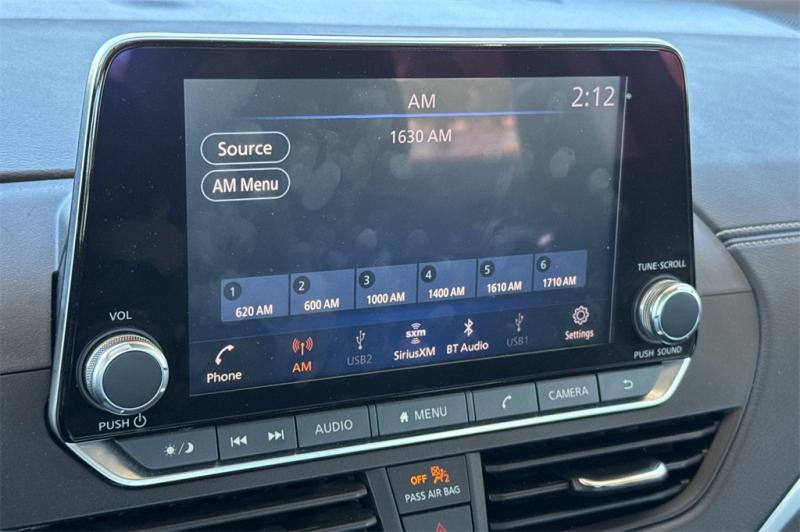 AM
2:12
1630 AM
Source
AM Menu
1 2 3 4 5 6
620 AM 600 AM 1000 AM 1400 AM 1610 AM 1710 AM
Phone AM USB2 sxm SiriusXM BT Audio USB1 Settings
VOL
PUSH
TUNE·SCROLL
PUSH SOUND
AUDIO MENU CAMERA
OFF 2
PASS AIR BAG